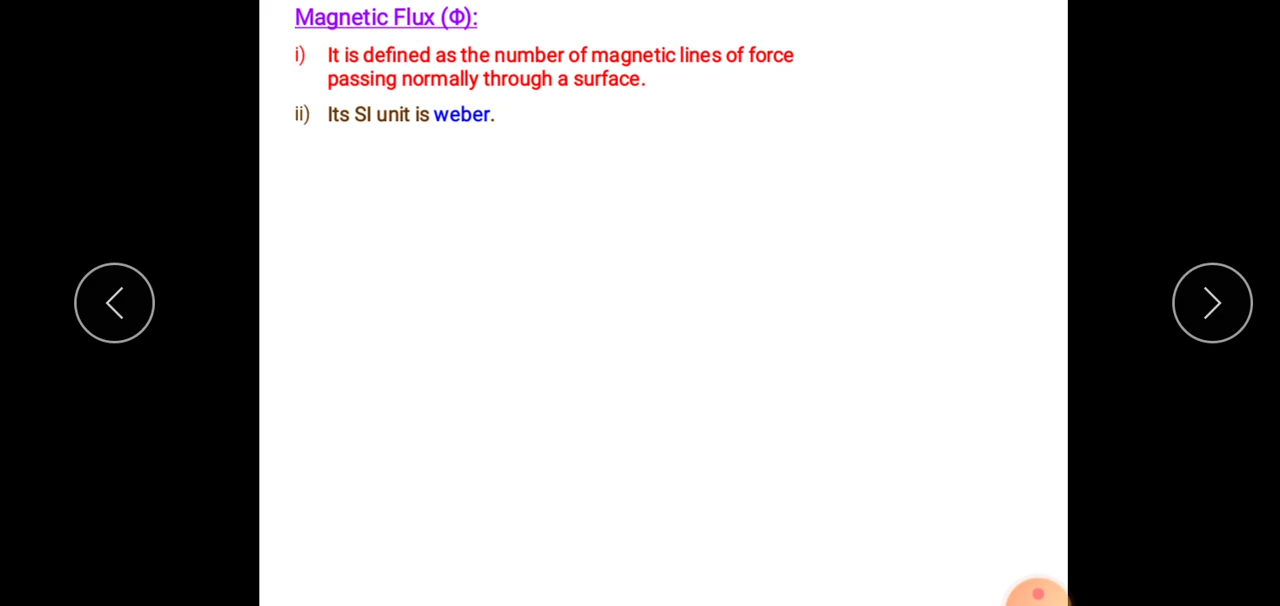 Magnetic Flux (Φ):
i) It is defined as the number of magnetic lines of force
passing normally through a surface.
ii) Its SI unit is weber.